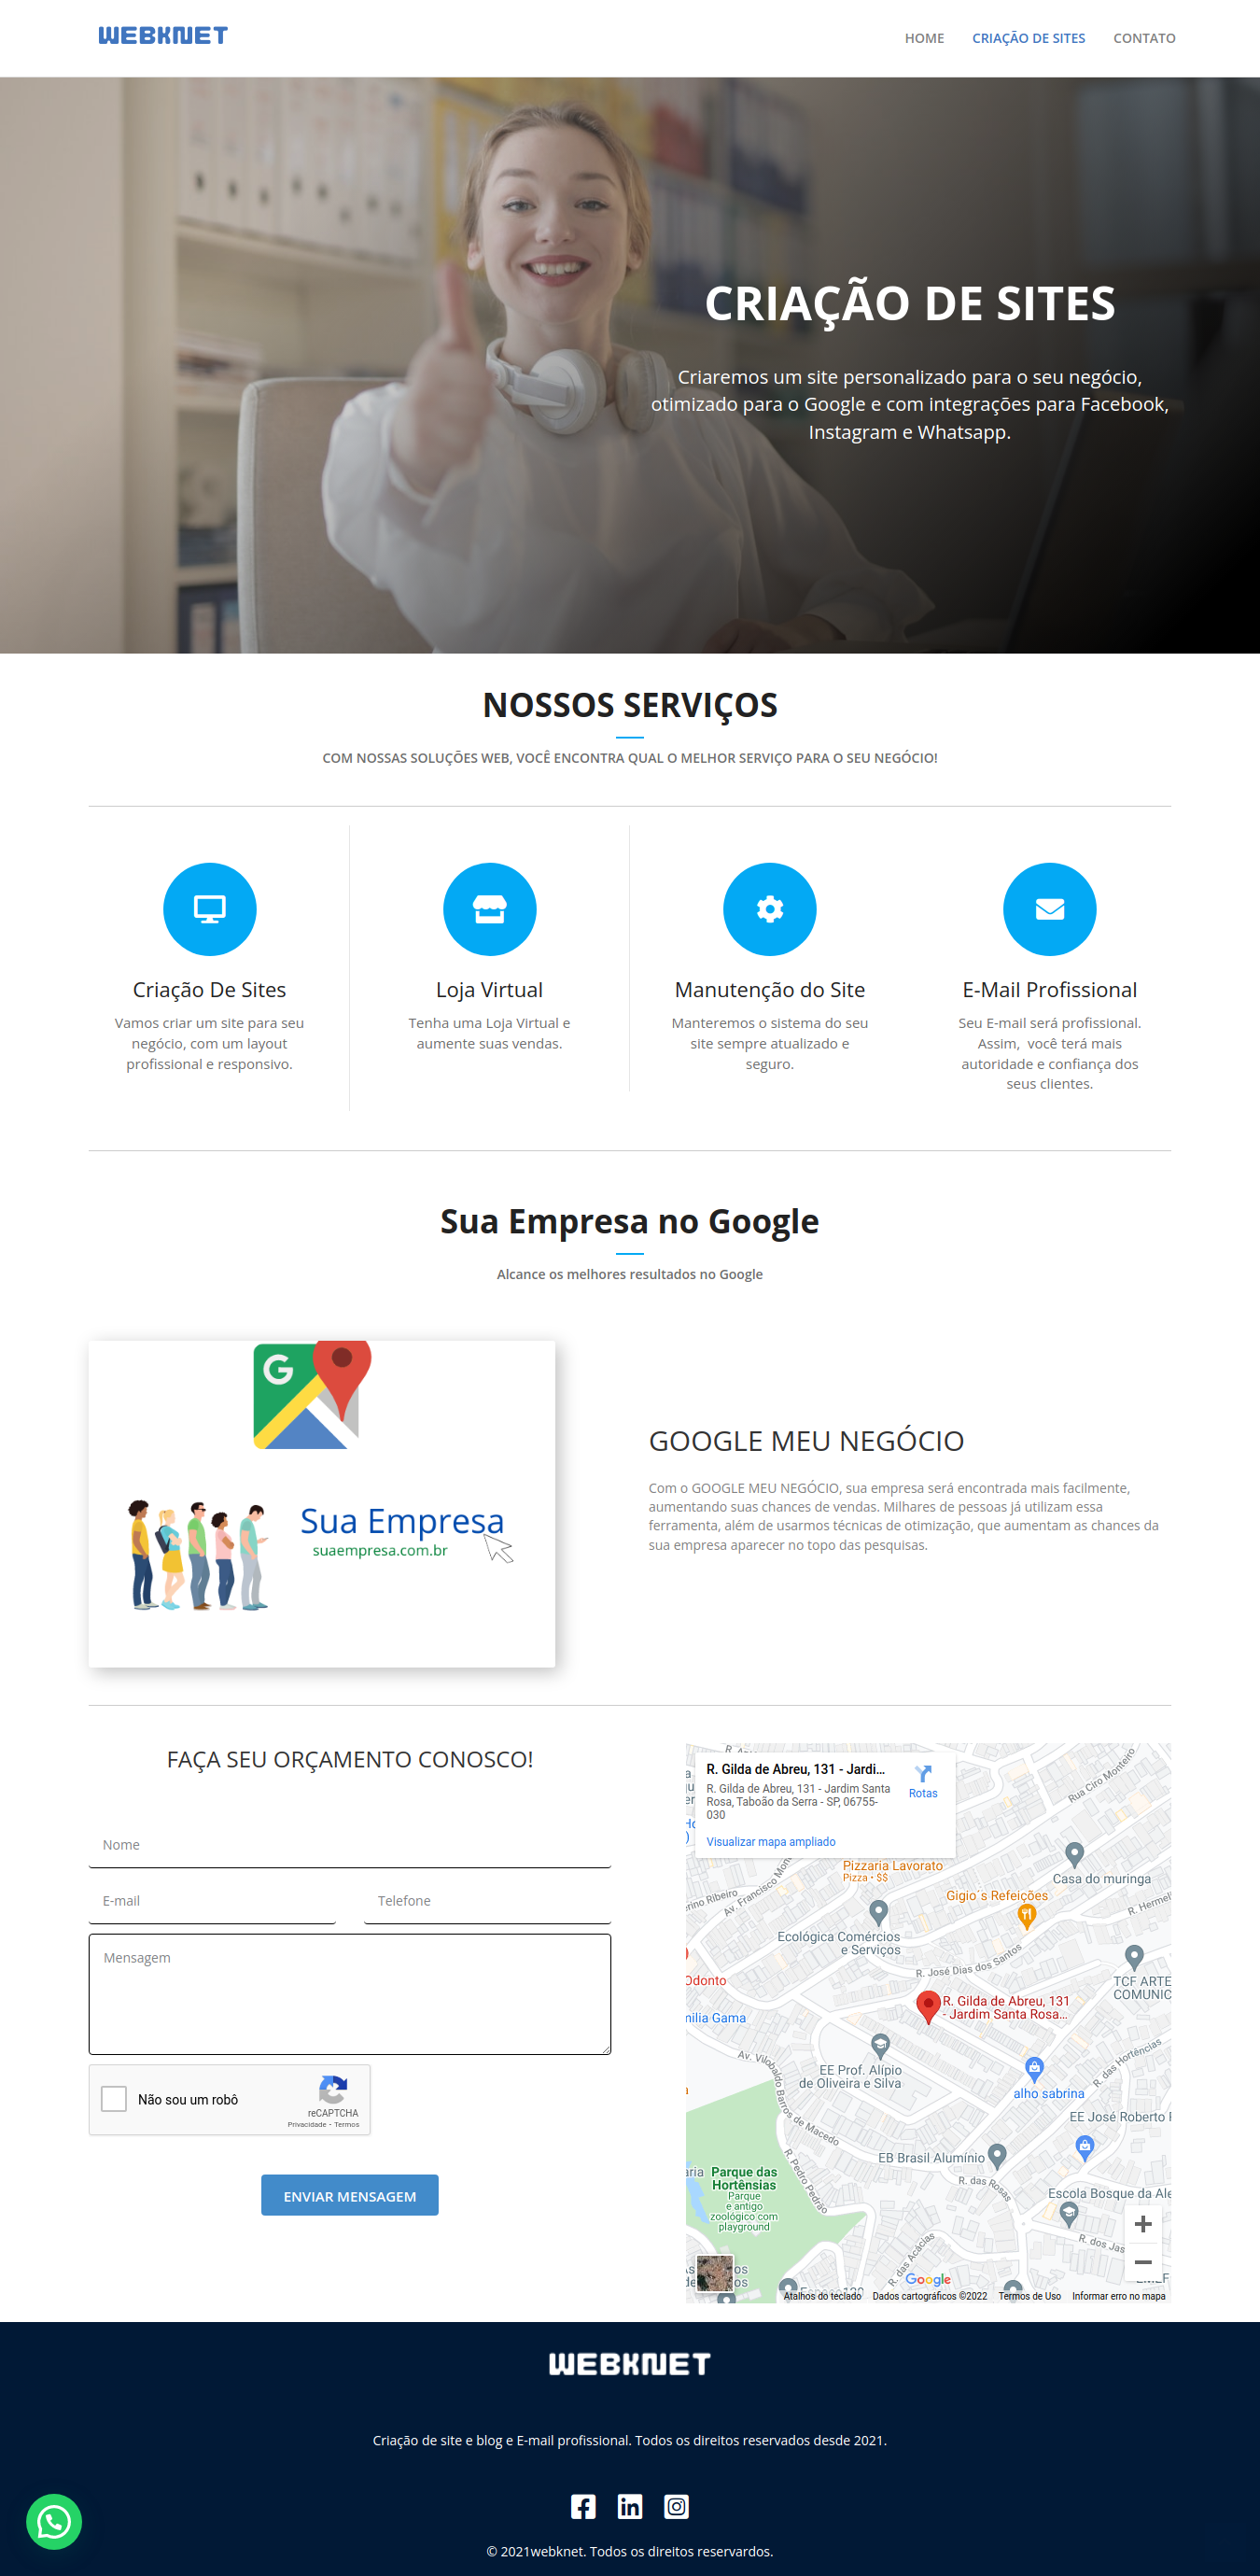 WEBKNET
HOME
CRIAÇÃO DE SITES
CONTATO
CRIAÇÃO DE SITES
Criaremos um site personalizado para o seu negócio,
otimizado para o Google e com integrações para Facebook,
Instagram e Whatsapp.
NOSSOS SERVIÇOS
COM NOSSAS SOLUÇÕES WEB, VOCÊ ENCONTRA QUAL O MELHOR SERVIÇO PARA O SEU NEGÓCIO!
Criação De Sites
Vamos criar um site para seu
negócio, com um layout
profissional e responsivo.
Loja Virtual
Tenha uma Loja Virtual e
aumente suas vendas.
Manutenção do Site
Manteremos o sistema do seu
site sempre atualizado e
seguro.
E-Mail Profissional
Seu E-mail será profissional.
Assim, você terá mais
autoridade e confiança dos
seus clientes.
Sua Empresa no Google
Alcance os melhores resultados no Google
G
Sua Empresa
suaempresa.com.br
GOOGLE MEU NEGÓCIO
Com o GOOGLE MEU NEGÓCIO, sua empresa será encontrada mais facilmente,
aumentando suas chances de vendas. Milhares de pessoas já utilizam essa
ferramenta, além de usarmos técnicas de otimização, que aumentam as chances da
sua empresa aparecer no topo das pesquisas.
FAÇA SEU ORÇAMENTO CONOSCO!
Nome
E-mail
Telefone
Mensagem
Não sou um robô
reCAPTCHA
Privacidade - Termos
ENVIAR MENSAGEM
R. Gilda de Abreu, 131 - Jardi...
R. Gilda de Abreu, 131 - Jardim Santa
Rosa, Taboão da Serra - SP, 06755-
030
Rotas
Visualizar mapa ampliado
Rua Ciro Monteiro
Pizzaria Lavorato
Pizza • $$
Casa do muringa
Gigio´s Refeições
R. Hermel
Av. Francisco Mon
erino Ribeiro
Ecológica Comércios
e Serviços
R. José Dias dos Santos
Odonto
TCF ARTE
COMUNIC
R. Gilda de Abreu, 131
- Jardim Santa Rosa...
milia Gama
Av. Vilobaldo Barros de Macedo
EE Prof. Alípio
de Oliveira e Silva
R. das Hortências
alho sabrina
EE José Roberto
EB Brasil Alumínio
R. Pedro Pedrão
R. das Rosas
Parque das
Hortênsias
Parque
e antigo
zoológico com
playground
Escola Bosque da Ale
R. dos Jas
R. das Acácias
Google
Atalhos do teclado
Dados cartográficos ©2022
Termos de Uso
Informar erro no mapa
WEBKNET
Criação de site e blog e E-mail profissional. Todos os direitos reservados desde 2021.
© 2021webknet. Todos os direitos reservardos.